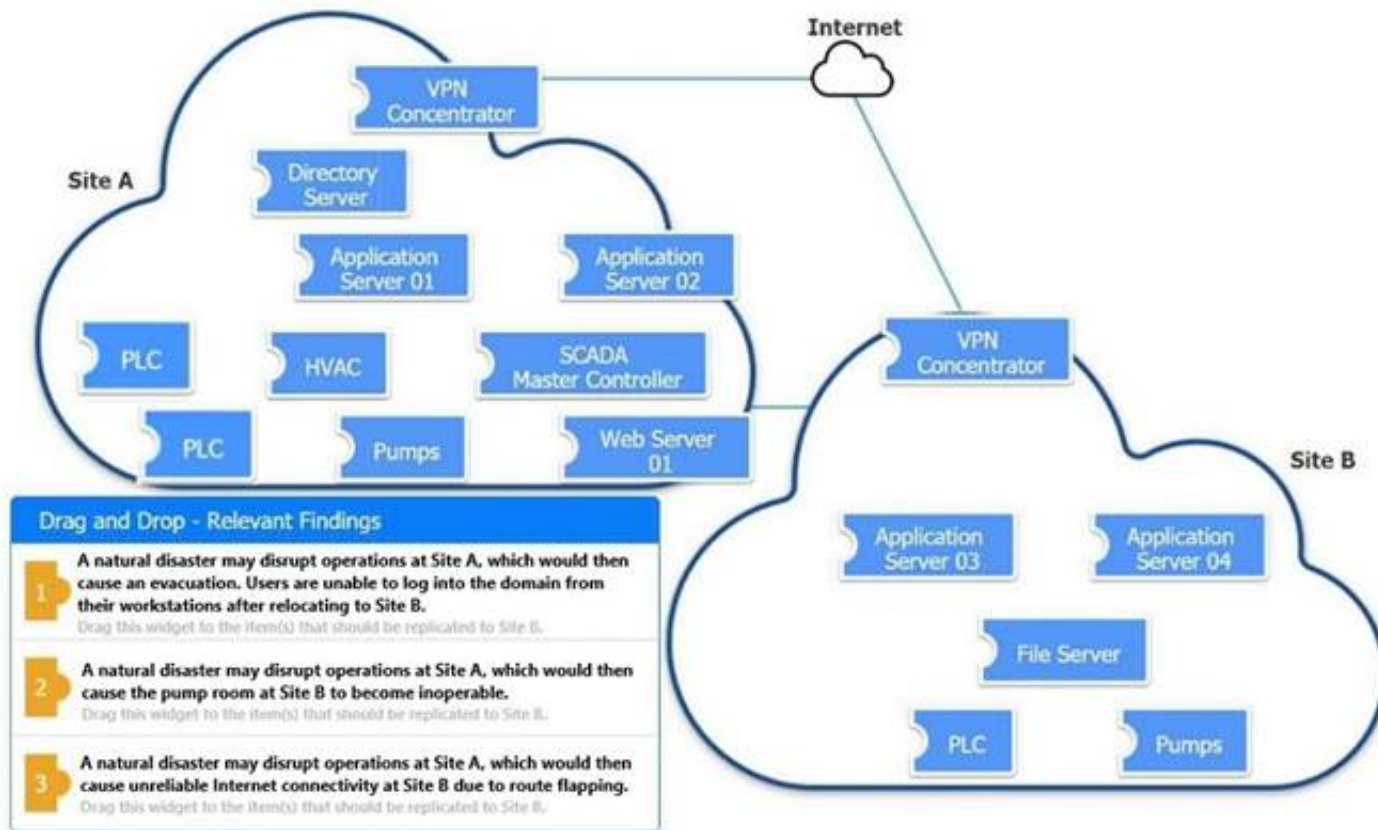 Internet
VPN
Concentrator
Site A
Directory
Server
Application
Server 01
Application
Server 02
PLC
HVAC
SCADA
Master Controller
PLC
Pumps
Web Server
01
VPN
Concentrator
Site B
Application
Server 03
Application
Server 04
File Server
PLC
Pumps
Drag and Drop - Relevant Findings
1
A natural disaster may disrupt operations at Site A, which would then
cause an evacuation. Users are unable to log into the domain from
their workstations after relocating to Site B.
Drag this widget to the item(s) that should be replicated to Site B.
2
A natural disaster may disrupt operations at Site A, which would then
cause the pump room at Site B to become inoperable.
Drag this widget to the item(s) that should be replicated to Site B.
3
A natural disaster may disrupt operations at Site A, which would then
cause unreliable Internet connectivity at Site B due to route flapping.
Drag this widget to the item(s) that should be replicated to Site B.